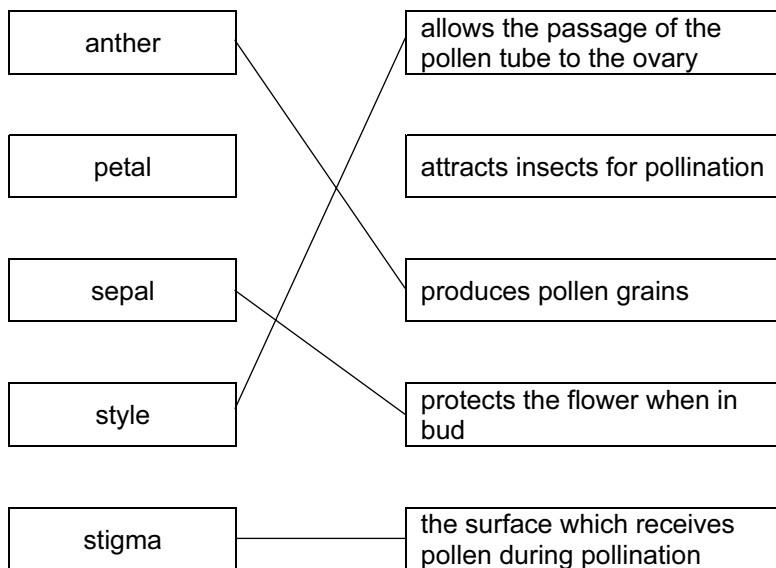 anther
allows the passage of the
pollen tube to the ovary
petal
attracts insects for pollination
sepal
produces pollen grains
style
protects the flower when in
bud
stigma
the surface which receives
pollen during pollination